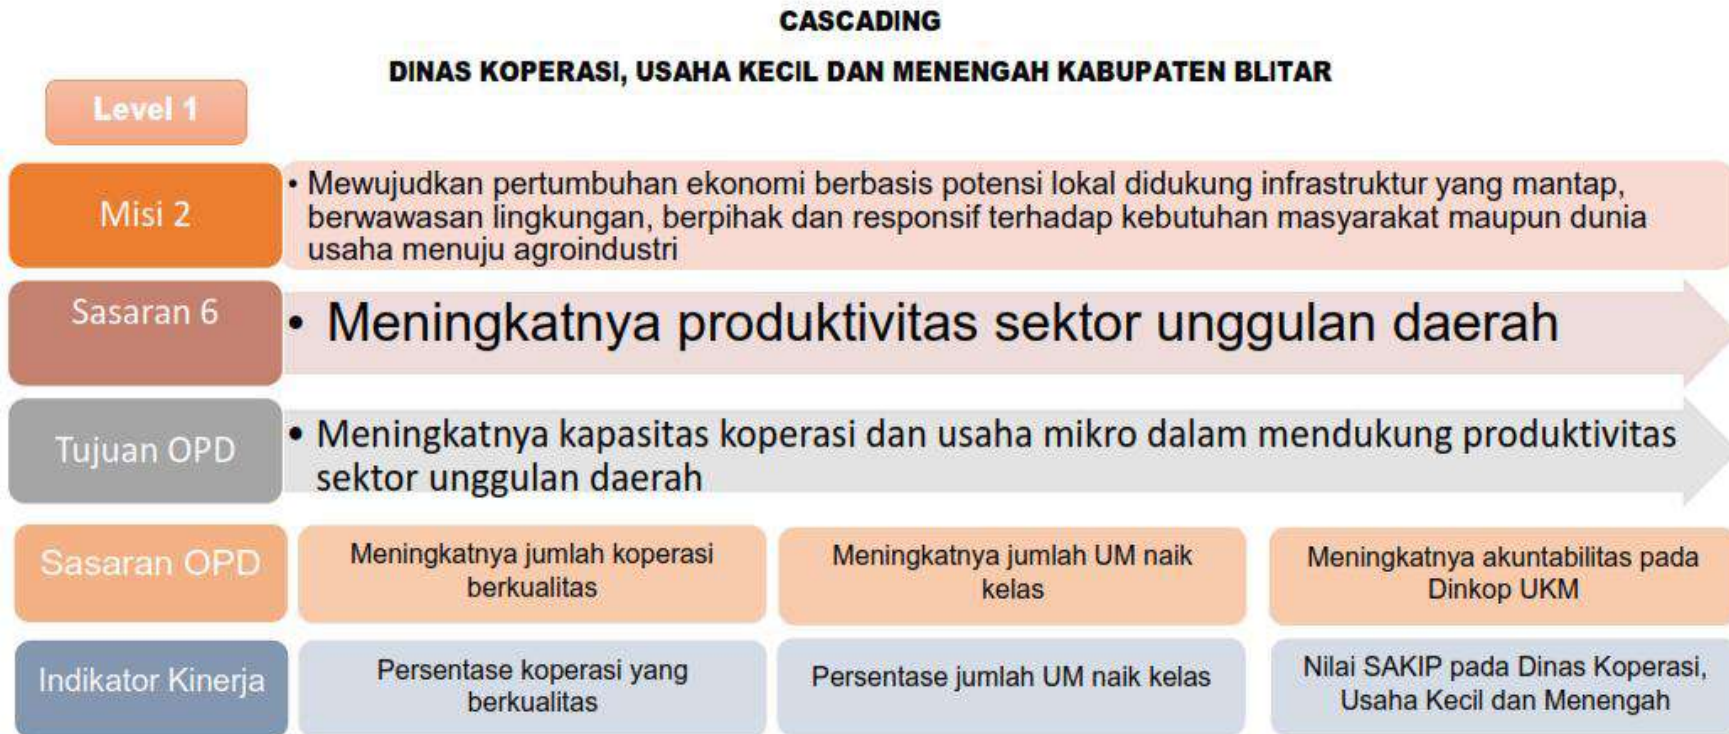 CASCADING
DINAS KOPERASI, USAHA KECIL DAN MENENGAH KABUPATEN BLITAR
Level 1
Misi 2
• Mewujudkan pertumbuhan ekonomi berbasis potensi lokal didukung infrastruktur yang mantap,
berwawasan lingkungan, berpihak dan responsif terhadap kebutuhan masyarakat maupun dunia
usaha menuju agroindustri
Sasaran 6
• Meningkatnya produktivitas sektor unggulan daerah
Tujuan OPD
• Meningkatnya kapasitas koperasi dan usaha mikro dalam mendukung produktivitas
sektor unggulan daerah
Sasaran OPD
Meningkatnya jumlah koperasi
berkualitas
Meningkatnya jumlah UM naik
kelas
Meningkatnya akuntabilitas pada
Dinkop UKM
Indikator Kinerja
Persentase koperasi yang
berkualitas
Persentase jumlah UM naik kelas
Nilai SAKIP pada Dinas Koperasi,
Usaha Kecil dan Menengah